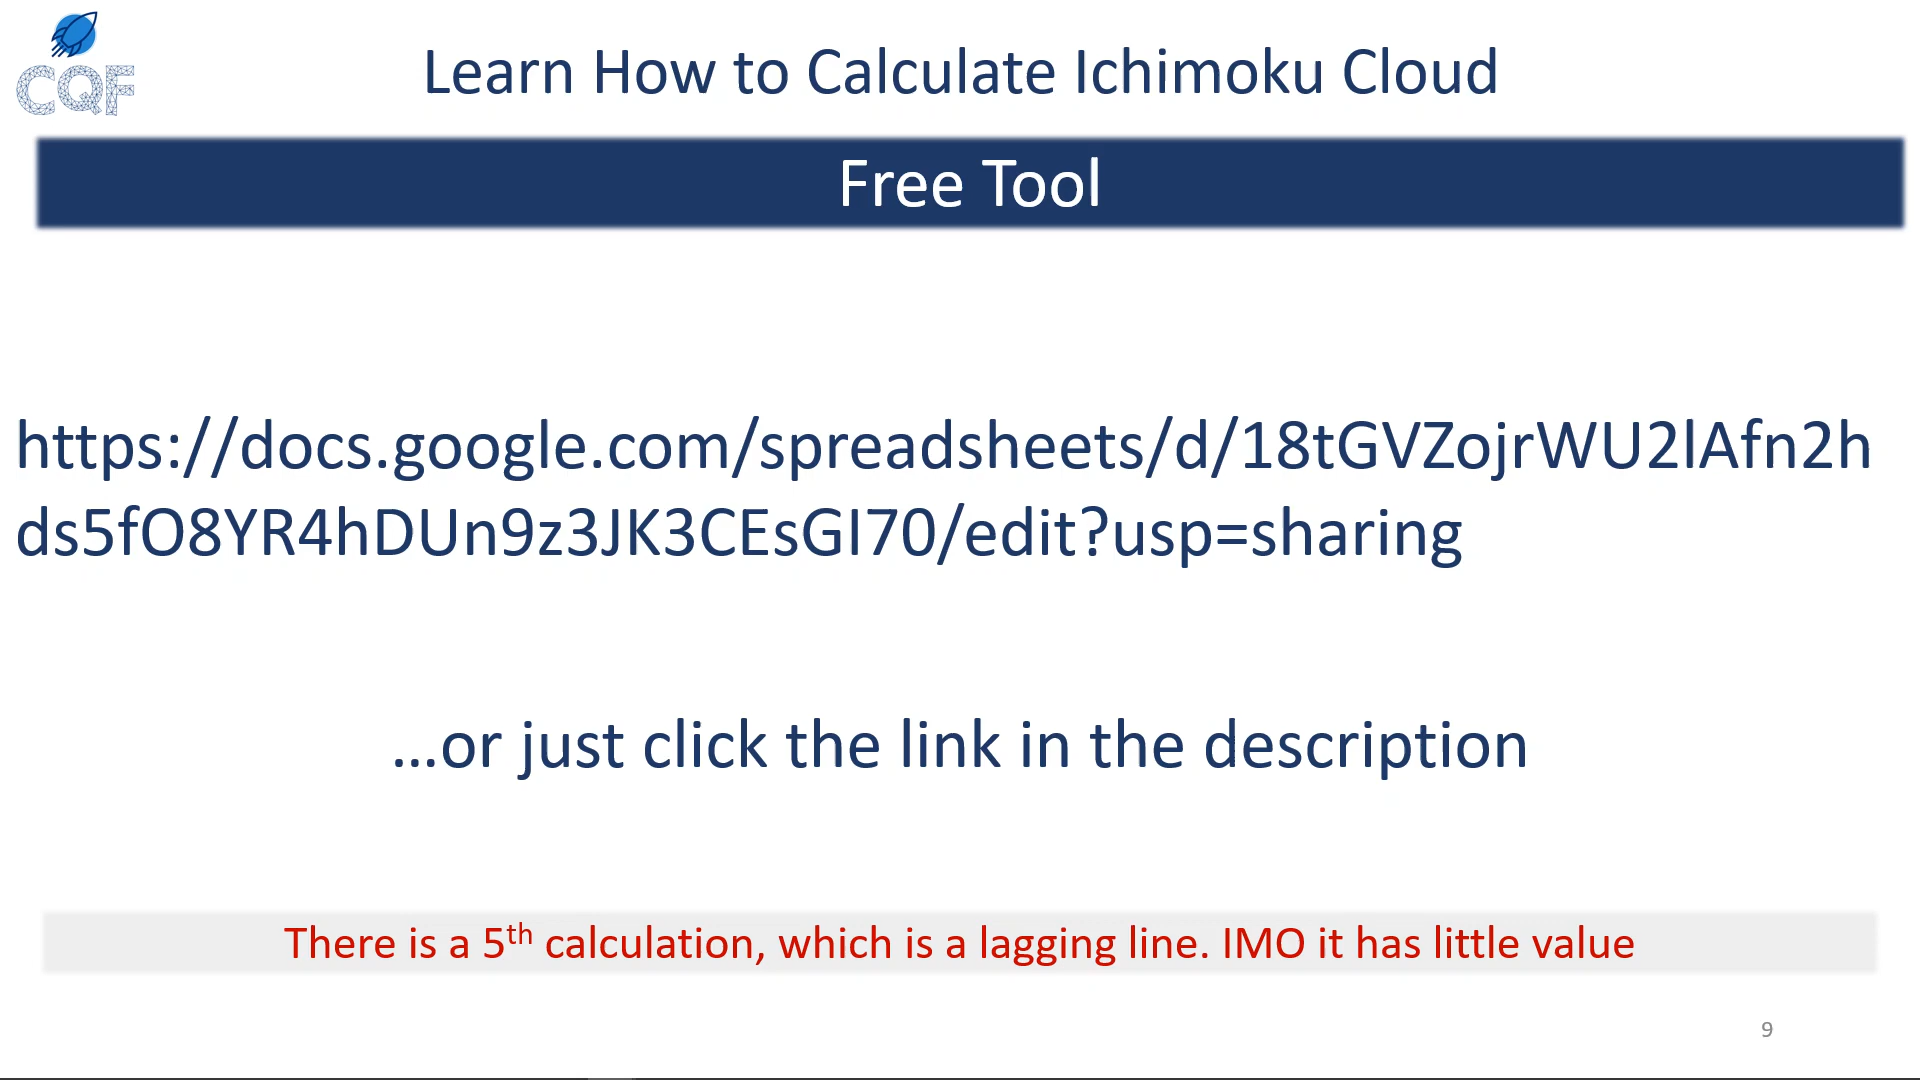 CQF
Learn How to Calculate Ichimoku Cloud
Free Tool
https://docs.google.com/spreadsheets/d/18tGVZojrWU2lAfn2h
ds5fO8YR4hDUn9z3JK3CEsGI70/edit?usp=sharing
...or just click the link in the description
There is a 5th calculation, which is a lagging line. IMO it has little value
9